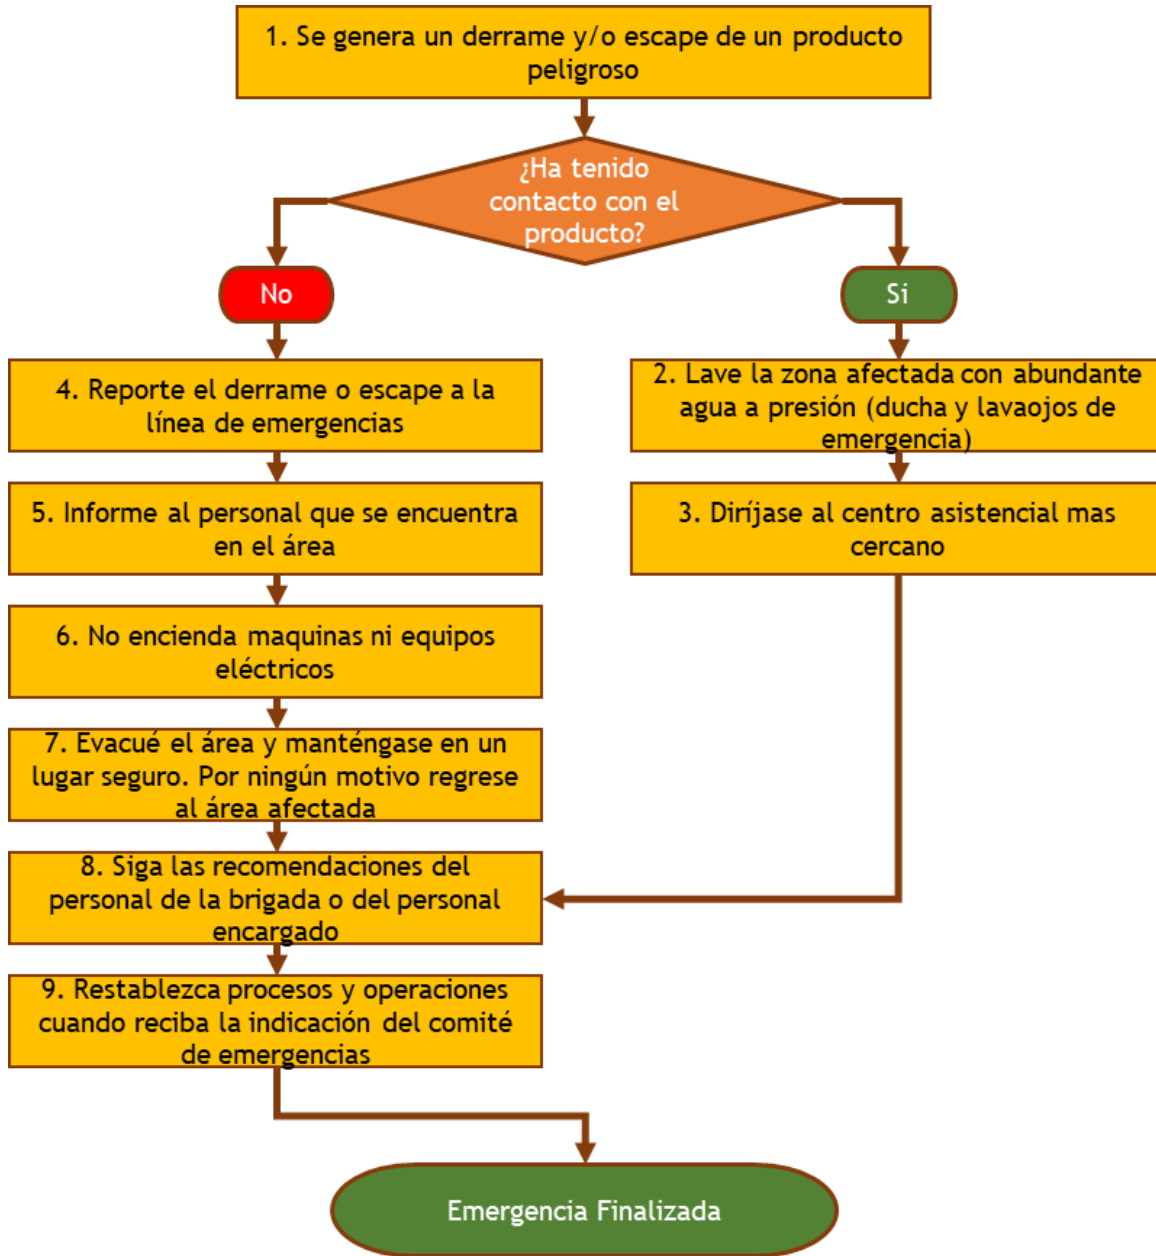 1. Se genera un derrame y/o escape de un producto
peligroso
¿Ha tenido
contacto con el
producto?
No
Si
4. Reporte el derrame o escape a la
línea de emergencias
2. Lave la zona afectada con abundante
agua a presión (ducha y lavaojos de
emergencia)
5. Informe al personal que se encuentra
en el área
3. Diríjase al centro asistencial mas
cercano
6. No encienda maquinas ni equipos
eléctricos
7. Evacué el área y manténgase en un
lugar seguro. Por ningún motivo regrese
al área afectada
8. Siga las recomendaciones del
personal de la brigada o del personal
encargado
9. Restablezca procesos y operaciones
cuando reciba la indicación del comité
de emergencias
Emergencia Finalizada